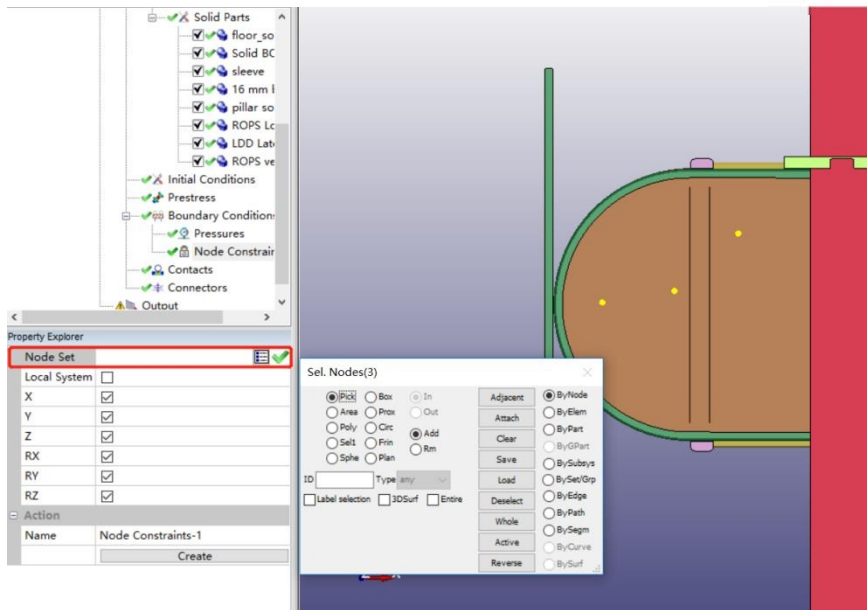 Solid Parts
floor_so
Solid BC
sleeve
16 mm b
pillar so
ROPS Lo
LDD Late
ROPS ve
Initial Conditions
Prestress
Boundary Conditions
Pressures
Node Constrair
Contacts
Connectors
Output
Property Explorer
Node Set
Local System
X
Y
Z
RX
RY
RZ
Action
Name Node Constraints-1
Create
Sel. Nodes(3)
Pick Box In Adjacent ByNode
Area Prox Out Attach ByElem
Poly Circ Add Clear ByPart
Sel1 Frin Rm Save ByGPart
Sphe Plan Load BySubsys
ID Type any Deselect BySet/Grp
Label selection 3DSurf Entire Whole ByEdge
Active ByPath
Reverse BySegm
ByCurve
BySurf